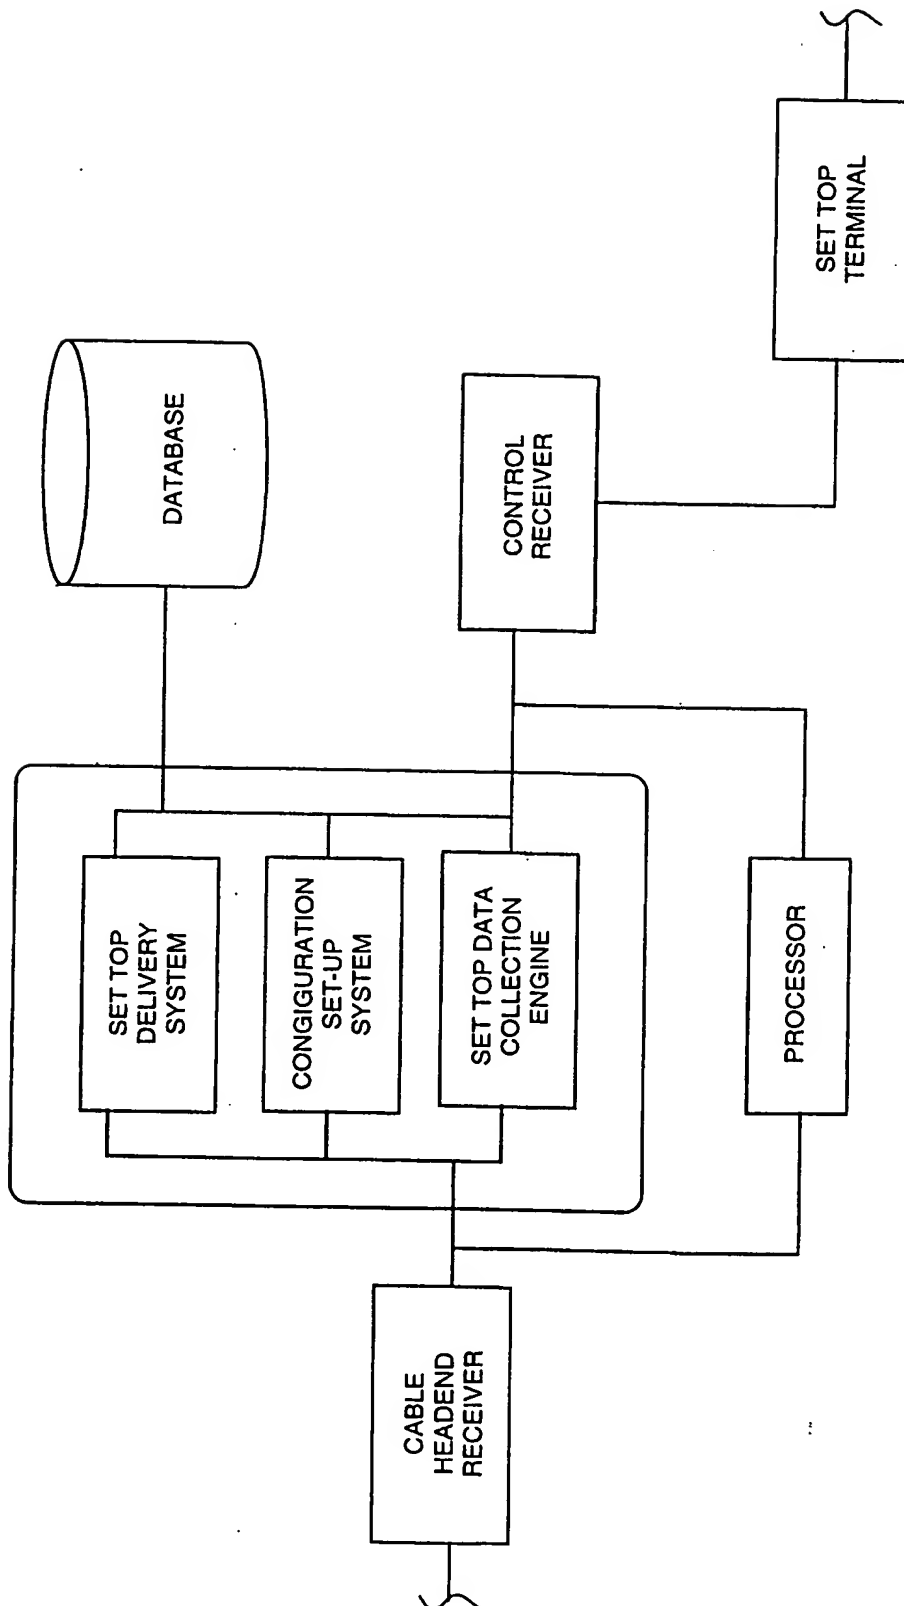 CABLE
HEADEND
RECEIVER
SET TOP
DELIVERY
SYSTEM
CONGIGURATION
SET-UP
SYSTEM
SET TOP DATA
COLLECTION
ENGINE
PROCESSOR
DATABASE
CONTROL
RECEIVER
SET TOP
TERMINAL